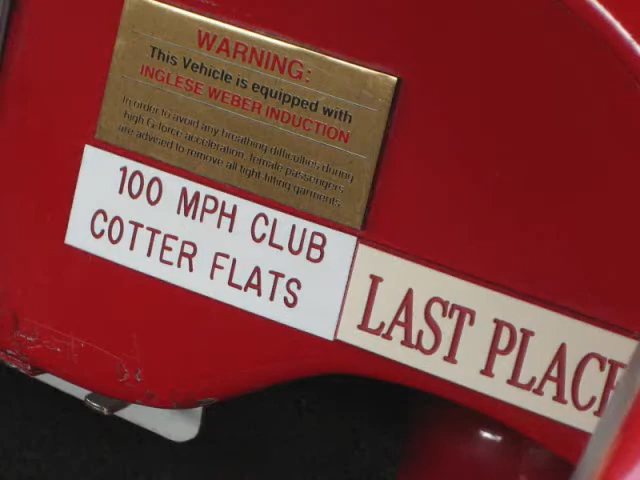 WARNING:
This Vehicle is equipped with
INGLESE WEBER INDUCTION
In order to avoid any breathing difficulties during
high G-force acceleration, female passengers
are advised to remove all tight-fitting garments.
100 MPH CLUB
COTTER FLATS
LAST PLACE